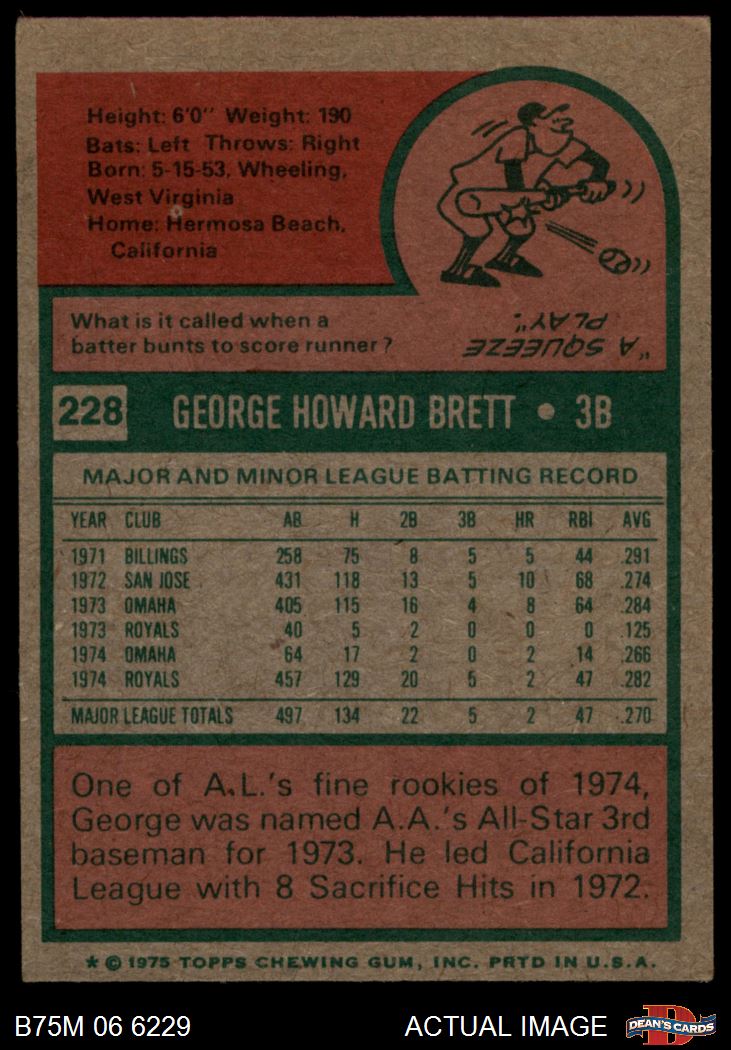 Height: 6'0" Weight: 190
Bats: Left Throws: Right
Born: 5-15-53, Wheeling,
West Virginia
Home: Hermosa Beach,
California
What is it called when a
batter bunts to score runner?
"A SQUEEZE
PLAY".
228 GEORGE HOWARD BRETT • 3B
MAJOR AND MINOR LEAGUE BATTING RECORD
YEAR CLUB AB H 2B 3B HR RBI AVG
1971 BILLINGS 258 75 8 5 5 44 .291
1972 SAN JOSE 431 118 13 5 10 68 .274
1973 OMAHA 405 115 16 4 8 64 .284
1973 ROYALS 40 5 2 0 0 0 .125
1974 OMAHA 64 17 2 0 2 14 .266
1974 ROYALS 457 129 20 5 2 47 .282
MAJOR LEAGUE TOTALS 497 134 22 5 2 47 .270
One of A.L.'s fine rookies of 1974,
George was named A.A.'s All-Star 3rd
baseman for 1973. He led California
League with 8 Sacrifice Hits in 1972.
* © 1975 TOPPS CHEWING GUM, INC. PRTD IN U.S.A.
B75M 06 6229 ACTUAL IMAGE D DEAN'S CARDS